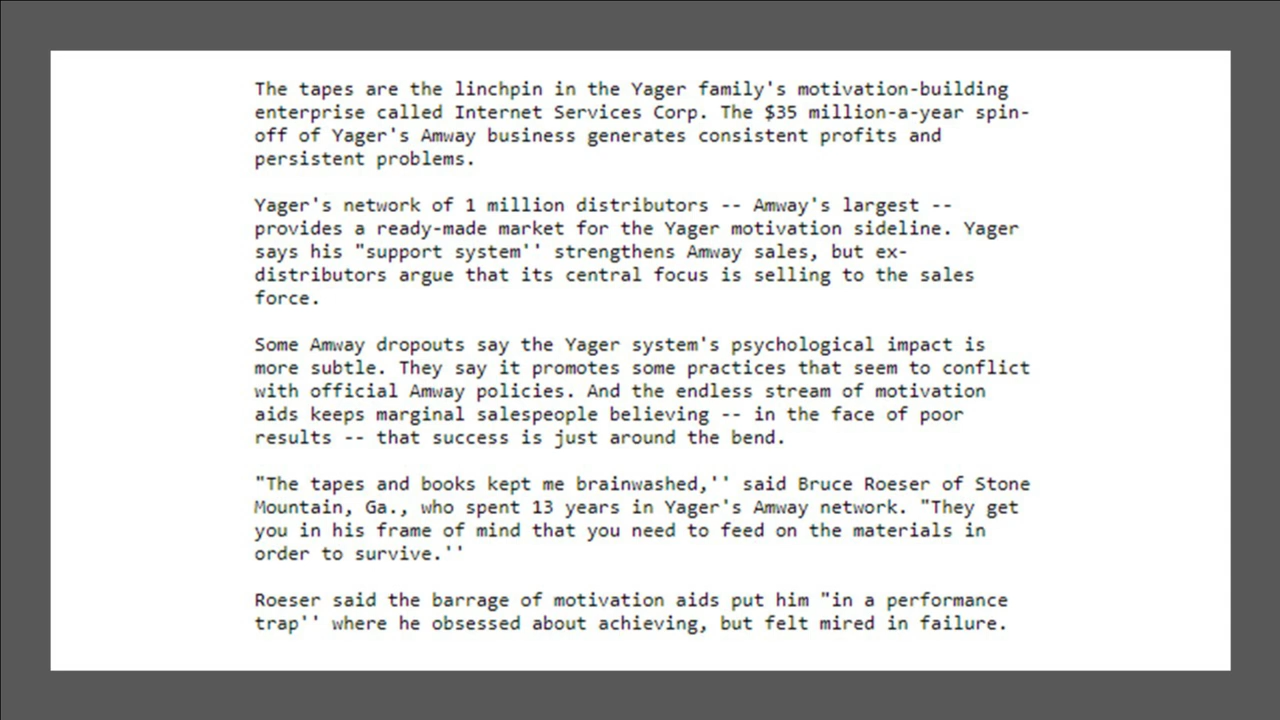 The tapes are the linchpin in the Yager family's motivation-building
enterprise called Internet Services Corp. The $35 million-a-year spin-
off of Yager's Amway business generates consistent profits and
persistent problems.
Yager's network of 1 million distributors -- Amway's largest --
provides a ready-made market for the Yager motivation sideline. Yager
says his "support system'' strengthens Amway sales, but ex-
distributors argue that its central focus is selling to the sales
force.
Some Amway dropouts say the Yager system's psychological impact is
more subtle. They say it promotes some practices that seem to conflict
with official Amway policies. And the endless stream of motivation
aids keeps marginal salespeople believing -- in the face of poor
results -- that success is just around the bend.
"The tapes and books kept me brainwashed,'' said Bruce Roeser of Stone
Mountain, Ga., who spent 13 years in Yager's Amway network. "They get
you in his frame of mind that you need to feed on the materials in
order to survive.''
Roeser said the barrage of motivation aids put him "in a performance
trap'' where he obsessed about achieving, but felt mired in failure.